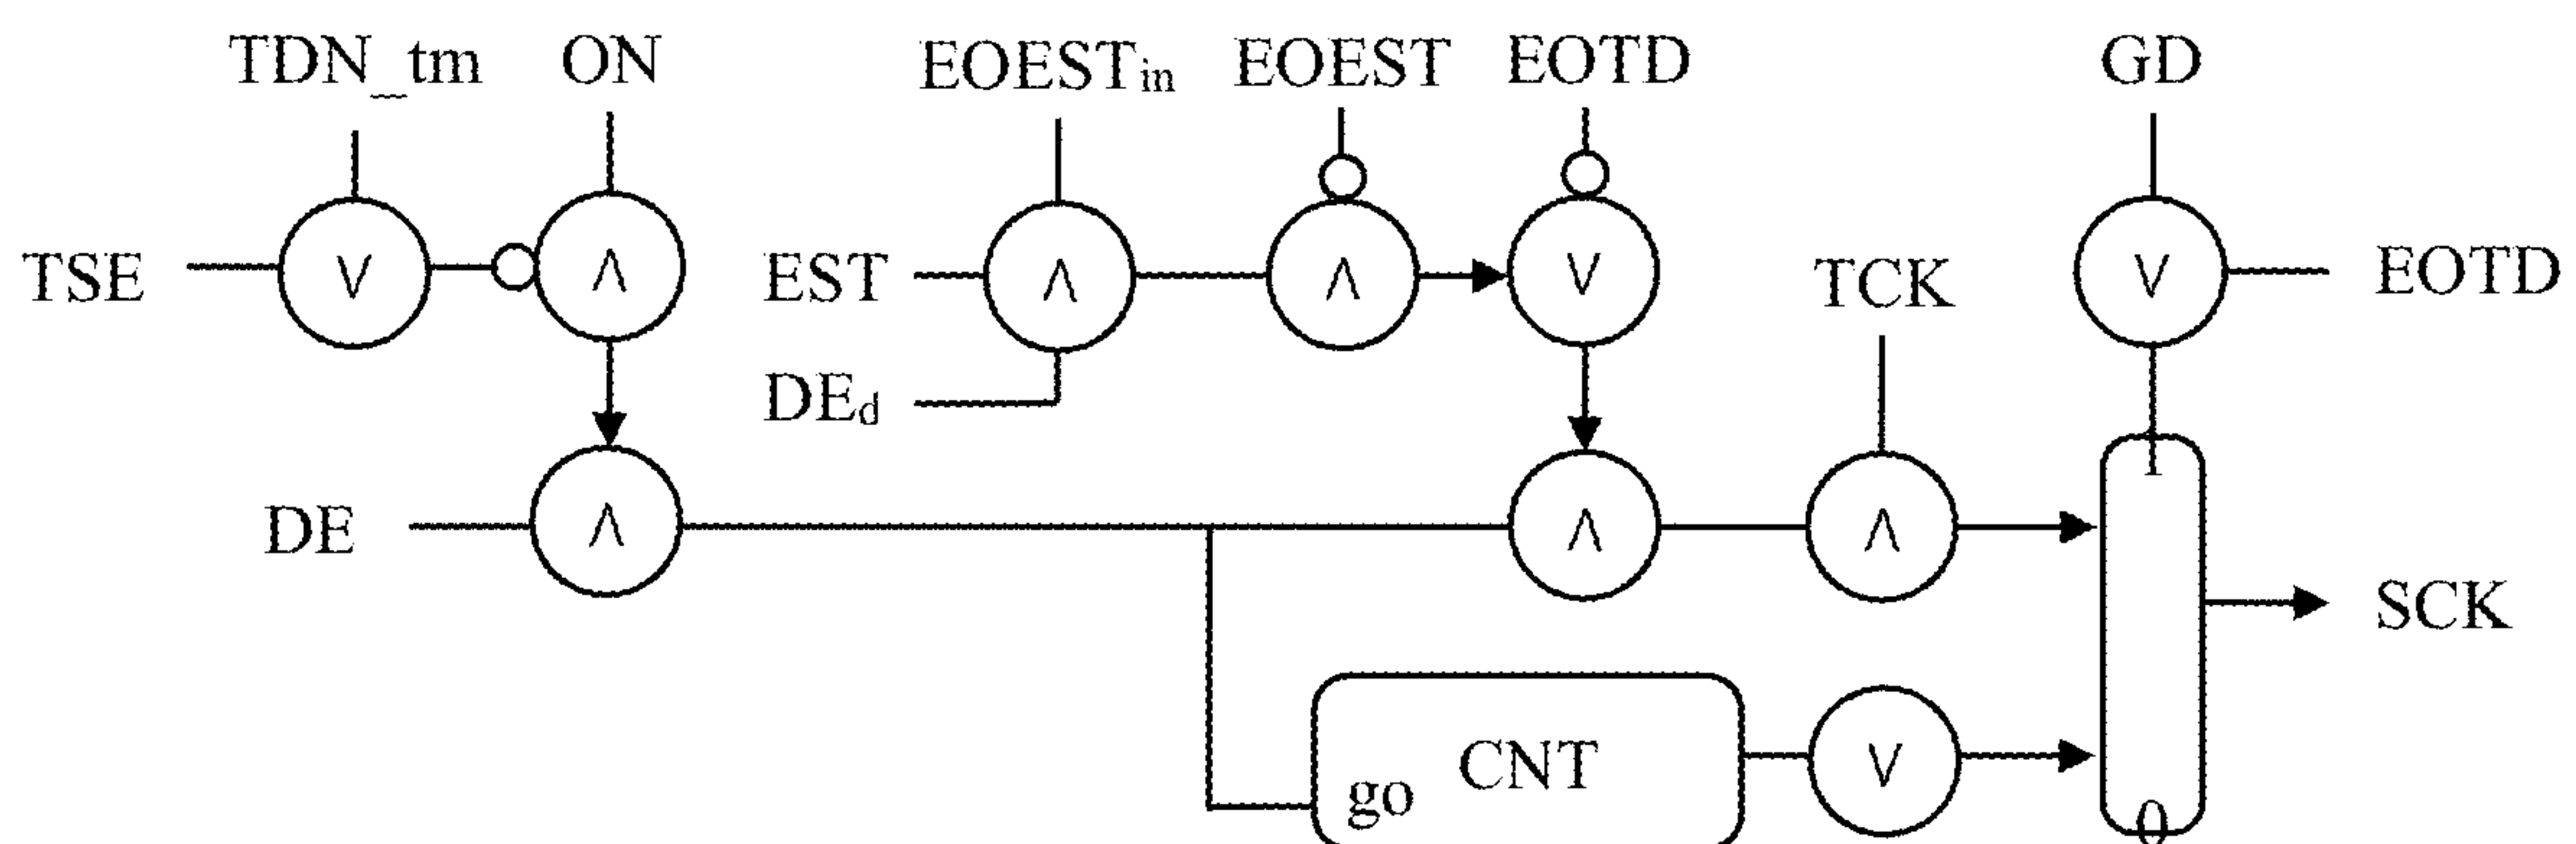 TDN_tm ON EOESTin EOEST EOTD GD
TSE ∨ ∧ EST ∧ ∧ ∨ TCK ∨ EOTD
DEd
1
DE ∧ ∧ ∧
SCK
go CNT ∨
0